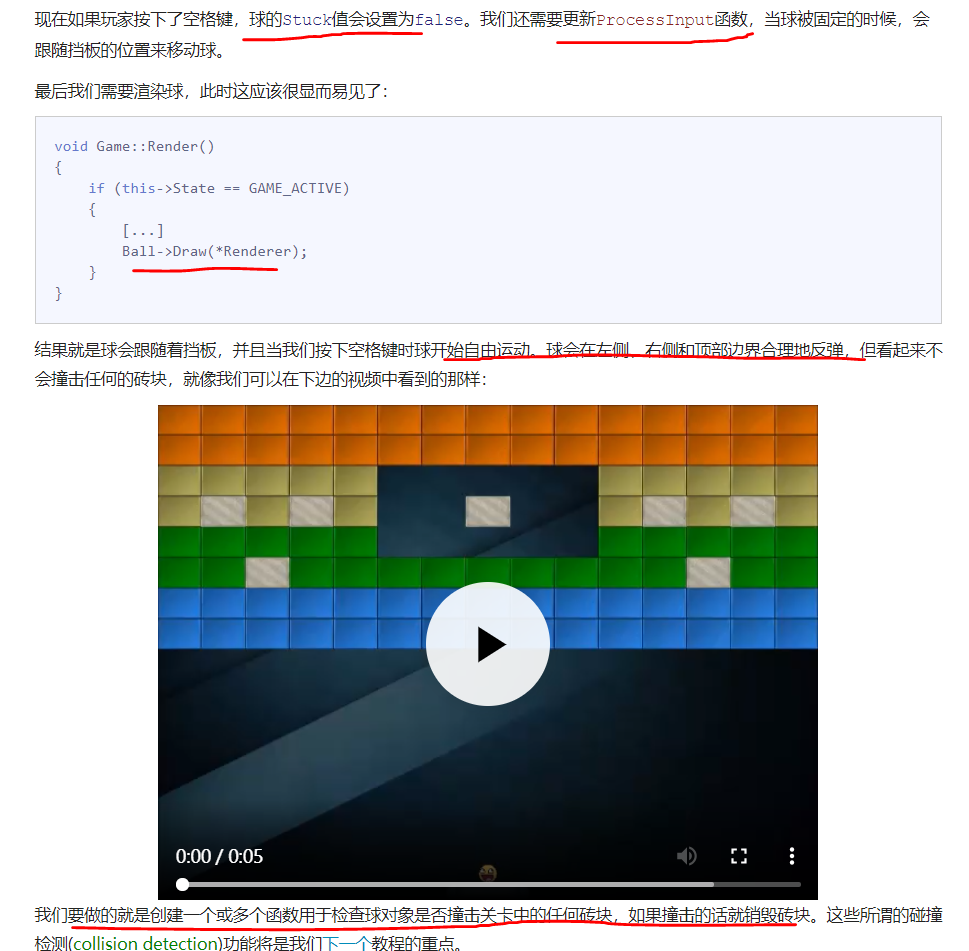 现在如果玩家按下了空格键，球的Stuck值会设置为false。我们还需要更新ProcessInput函数，当球被固定的时候，会
跟随挡板的位置来移动球。
最后我们需要渲染球，此时这应该很显而易见了：
void Game::Render()
{
    if (this->State == GAME_ACTIVE)
    {
        [...]
        Ball->Draw(*Renderer);
    }
}
结果就是球会跟随着挡板，并且当我们按下空格键时球开始自由运动。球会在左侧、右侧和顶部边界合理地反弹，但看起来不
会撞击任何的砖块，就像我们可以在下边的视频中看到的那样：
0:00 / 0:05
我们要做的就是创建一个或多个函数用于检查球对象是否撞击关卡中的任何砖块，如果撞击的话就销毁砖块。这些所谓的碰撞
检测(collision detection)功能将是我们下一个教程的重点。